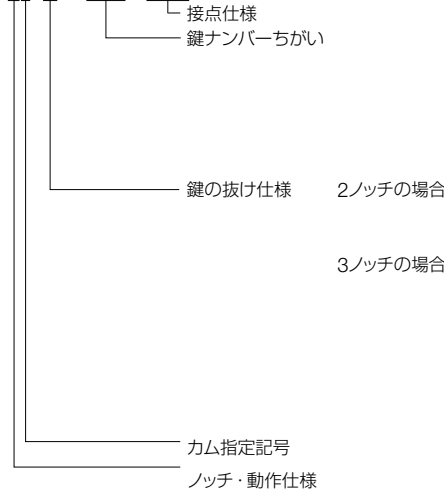 接点仕様
鍵ナンバーちがい
鍵の抜け仕様 2ノッチの場合
3ノッチの場合
カム指定記号
ノッチ・動作仕様